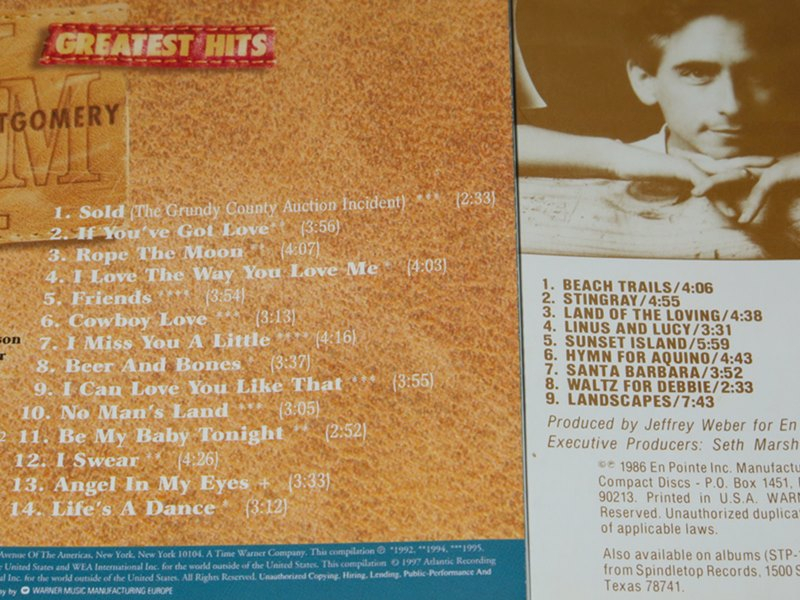 GREATEST HITS
TGOMERY
M
1. Sold (The Grundy County Auction Incident) *** (2:33)
2. If You've Got Love ** (3:56)
3. Rope The Moon ** (4:07)
4. I Love The Way You Love Me * (4:03)
5. Friends **** (3:54)
6. Cowboy Love *** (3:13)
7. I Miss You A Little **** (4:16)
8. Beer And Bones * (3:37)
9. I Can Love You Like That *** (3:55)
10. No Man's Land *** (3:05)
11. Be My Baby Tonight ** (2:52)
12. I Swear ** (4:26)
13. Angel In My Eyes + (3:33)
14. Life's A Dance * (3:12)
son
r
2
Avenue Of The Americas, New York, New York 10104. A Time Warner Company. This compilation ℗ *1992, **1994, ***1995.
United States and WEA International Inc. for the world outside of the United States. This compilation © 1997 Atlantic Recording
al Inc. for the world outside of the United States. All Rights Reserved. Unauthorized Copying, Hiring, Lending, Public-Performance And
by WARNER MUSIC MANUFACTURING EUROPE
1. BEACH TRAILS/4:06
2. STINGRAY/4:55
3. LAND OF THE LOVING/4:38
4. LINUS AND LUCY/3:31
5. SUNSET ISLAND/5:59
6. HYMN FOR AQUINO/4:43
7. SANTA BARBARA/3:52
8. WALTZ FOR DEBBIE/2:33
9. LANDSCAPES/7:43
Produced by Jeffrey Weber for En
Executive Producers: Seth Marsh
©℗ 1986 En Pointe Inc. Manufactu
Compact Discs - P.O. Box 1451,
90213. Printed in U.S.A. WAR
Reserved. Unauthorized duplicat
of applicable laws.
Also available on albums (STP-
from Spindletop Records, 1500 S
Texas 78741.